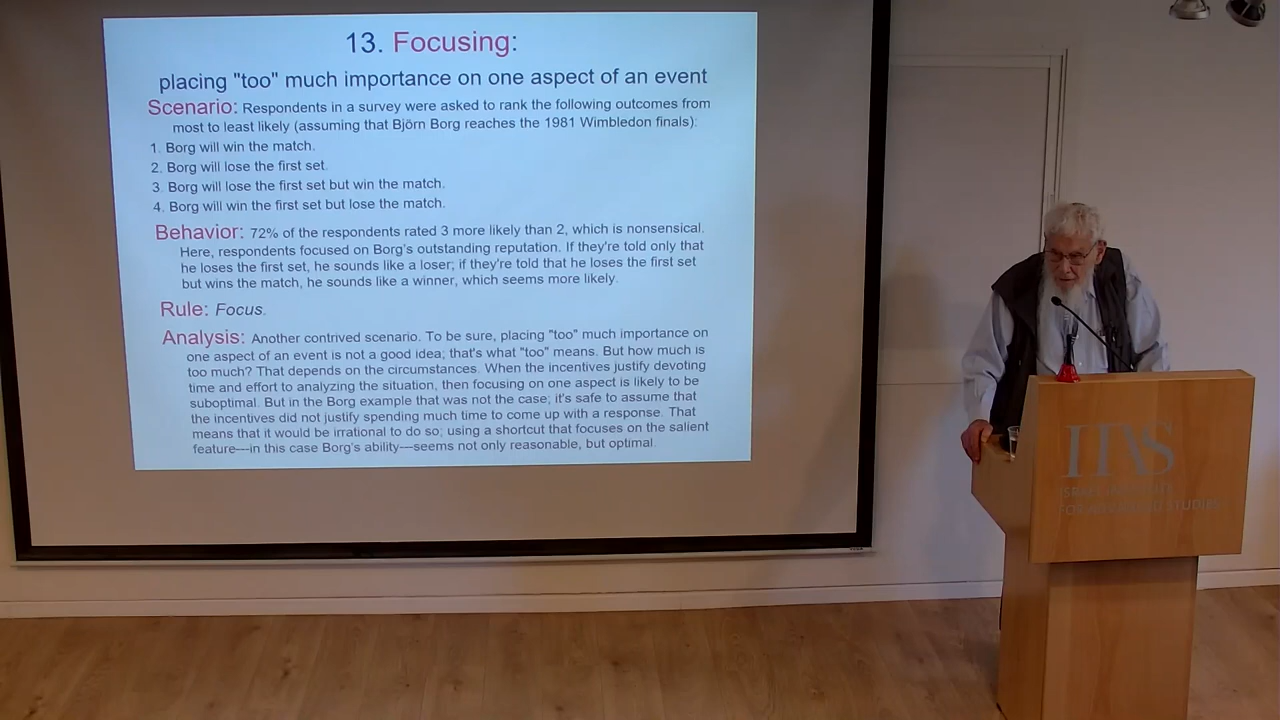 13. Focusing:
placing "too" much importance on one aspect of an event
Scenario: Respondents in a survey were asked to rank the following outcomes from
most to least likely (assuming that Björn Borg reaches the 1981 Wimbledon finals):
1. Borg will win the match.
2. Borg will lose the first set.
3. Borg will lose the first set but win the match.
4. Borg will win the first set but lose the match.
Behavior: 72% of the respondents rated 3 more likely than 2, which is nonsensical.
Here, respondents focused on Borg's outstanding reputation. If they're told only that
he loses the first set, he sounds like a loser; if they're told that he loses the first set
but wins the match, he sounds like a winner, which seems more likely.
Rule: Focus.
Analysis: Another contrived scenario. To be sure, placing "too" much importance on
one aspect of an event is not a good idea; that's what "too" means. But how much is
too much? That depends on the circumstances. When the incentives justify devoting
time and effort to analyzing the situation, then focusing on one aspect is likely to be
suboptimal. But in the Borg example that was not the case; it's safe to assume that
the incentives did not justify spending much time to come up with a response. That
means that it would be irrational to do so; using a shortcut that focuses on the salient
feature—in this case Borg's ability—seems not only reasonable, but optimal.
IIAS
ISRAEL INSTITUTE
FOR ADVANCED STUDIES